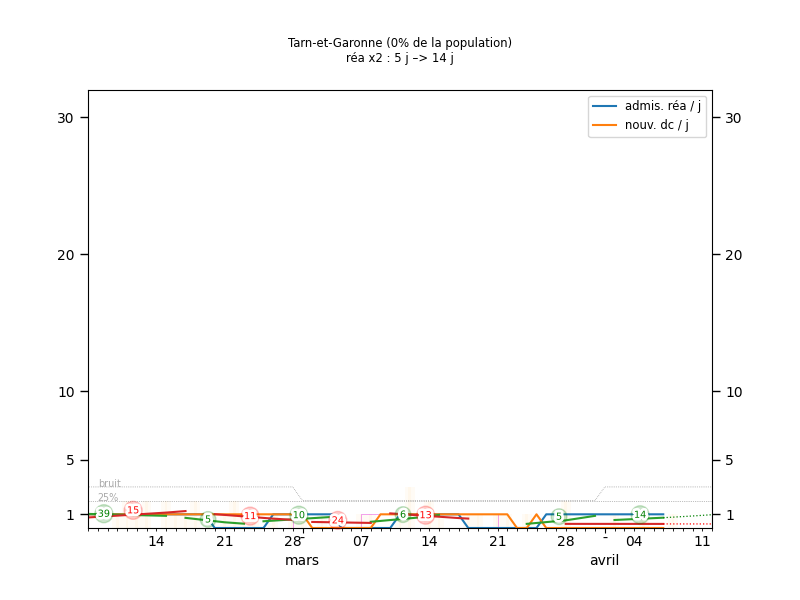 Tarn-et-Garonne (0% de la population)
réa x2 : 5 j –> 14 j
admis. réa / j
nouv. dc / j
30 30
20 20
10 10
5 5
bruit
25%
1 1
39 15 5 11 10 24 6 13 5 14
14 21 28 07 14 21 28 04 11
mars avril